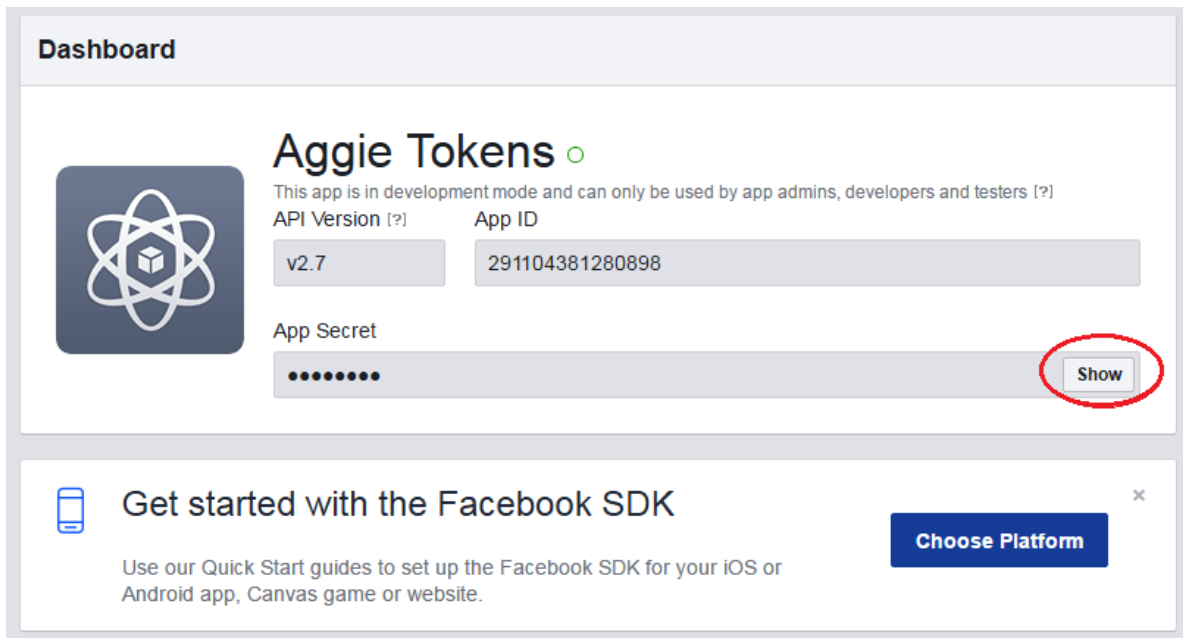 Dashboard
Aggie Tokens
This app is in development mode and can only be used by app admins, developers and testers [?]
API Version [?] App ID
v2.7 291104381280898
App Secret
●●●●●●●● Show
Get started with the Facebook SDK
×
Choose Platform
Use our Quick Start guides to set up the Facebook SDK for your iOS or
Android app, Canvas game or website.